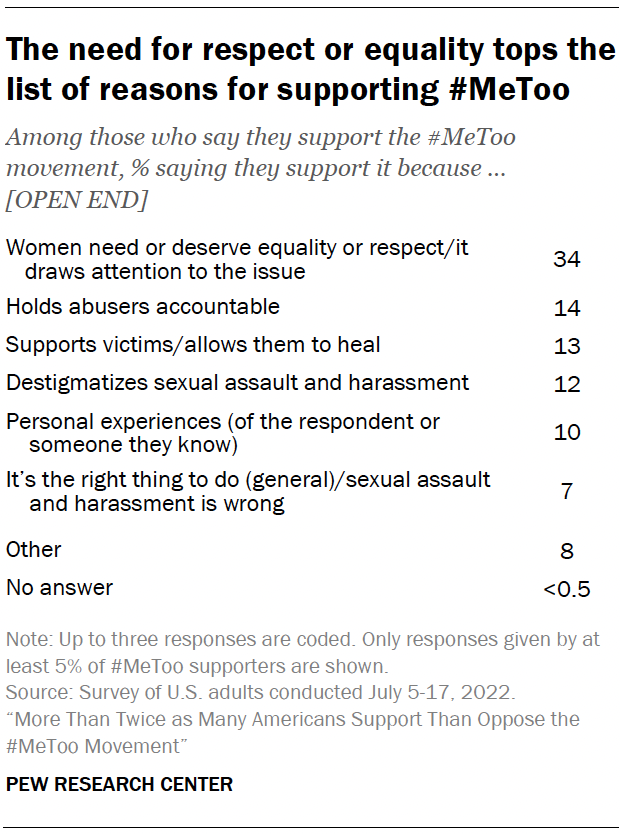 The need for respect or equality tops the
list of reasons for supporting #MeToo
Among those who say they support the #MeToo
movement, % saying they support it because ...
[OPEN END]
Women need or deserve equality or respect/it
draws attention to the issue
34
Holds abusers accountable 14
Supports victims/allows them to heal 13
Destigmatizes sexual assault and harassment 12
Personal experiences (of the respondent or
someone they know)
10
It’s the right thing to do (general)/sexual assault
and harassment is wrong
7
Other 8
No answer <0.5
Note: Up to three responses are coded. Only responses given by at
least 5% of #MeToo supporters are shown.
Source: Survey of U.S. adults conducted July 5-17, 2022.
“More Than Twice as Many Americans Support Than Oppose the
#MeToo Movement”
PEW RESEARCH CENTER